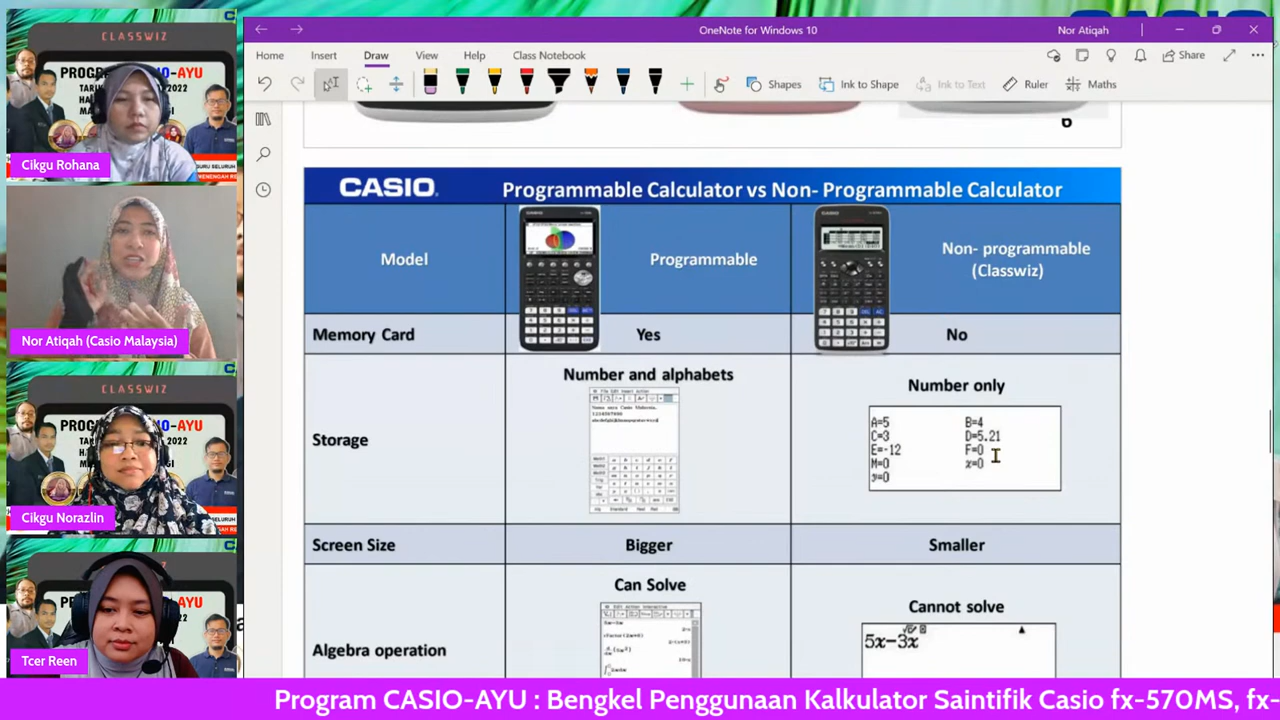 CASIO
OneNote for Windows 10
Nor Atiqah
Home
Insert
Draw
View
Help
Class Notebook
Share
Shapes
Ink to Shape
Ink to Text
Ruler
Maths
6
CASIO
Programmable Calculator vs Non- Programmable Calculator
Model
Programmable
Non- programmable
(Classwiz)
Memory Card
Yes
No
Storage
Number and alphabets
Number only
A=5
B=4
C=3
D=5.21
E=-12
F=0
M=0
x=0
y=0
Screen Size
Bigger
Smaller
Algebra operation
Can Solve
Cannot solve
5x−3x
CLASSWIZ
Cikgu Rohana
Nor Atiqah (Casio Malaysia)
CLASSWIZ
Cikgu Norazlin
Tcer Reen
Program CASIO-AYU : Bengkel Penggunaan Kalkulator Saintifik Casio fx-570MS, fx-